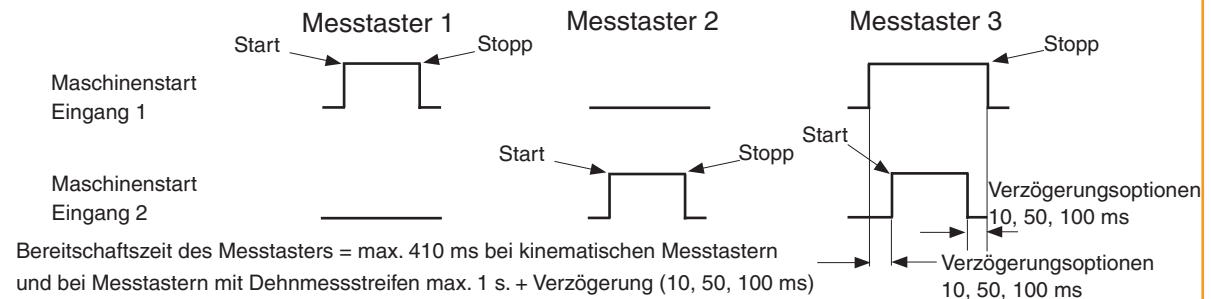 Messtaster 1
Messtaster 2
Messtaster 3
Start
Stopp
Stopp
Maschinenstart
Eingang 1
Start
Start
Stopp
Maschinenstart
Eingang 2
Verzögerungsoptionen
10, 50, 100 ms
Bereitschaftszeit des Messtasters = max. 410 ms bei kinematischen Messtastern
und bei Messtastern mit Dehnmessstreifen max. 1 s. + Verzögerung (10, 50, 100 ms)
Verzögerungsoptionen
10, 50, 100 ms